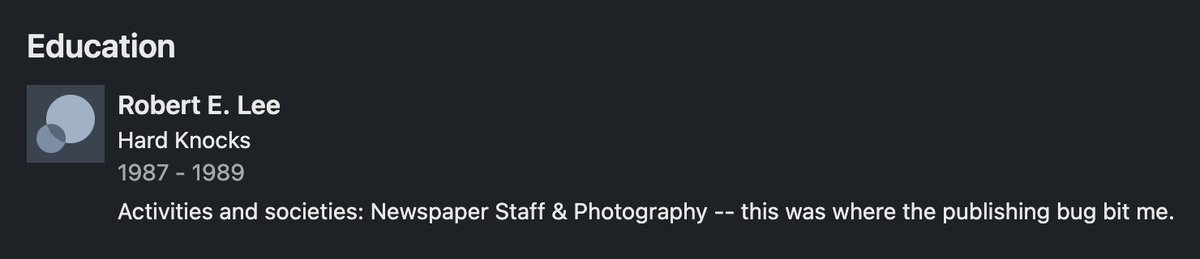 Education
Robert E. Lee
Hard Knocks
1987 - 1989
Activities and societies: Newspaper Staff & Photography -- this was where the publishing bug bit me.